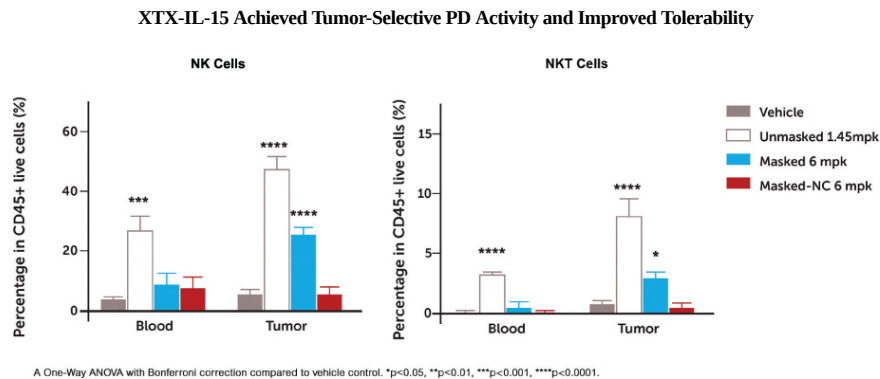 XTX-IL-15 Achieved Tumor-Selective PD Activity and Improved Tolerability
NK Cells
Percentage in CD45+ live cells (%)
60
40
20
0
***
****
****
Blood
Tumor
NKT Cells
Percentage in CD45+ live cells (%)
15
10
5
0
****
****
*
Blood
Tumor
Vehicle
Unmasked 1.45mpk
Masked 6 mpk
Masked-NC 6 mpk
A One-Way ANOVA with Bonferroni correction compared to vehicle control. *p<0.05, **p<0.01, ***p<0.001, ****p<0.0001.